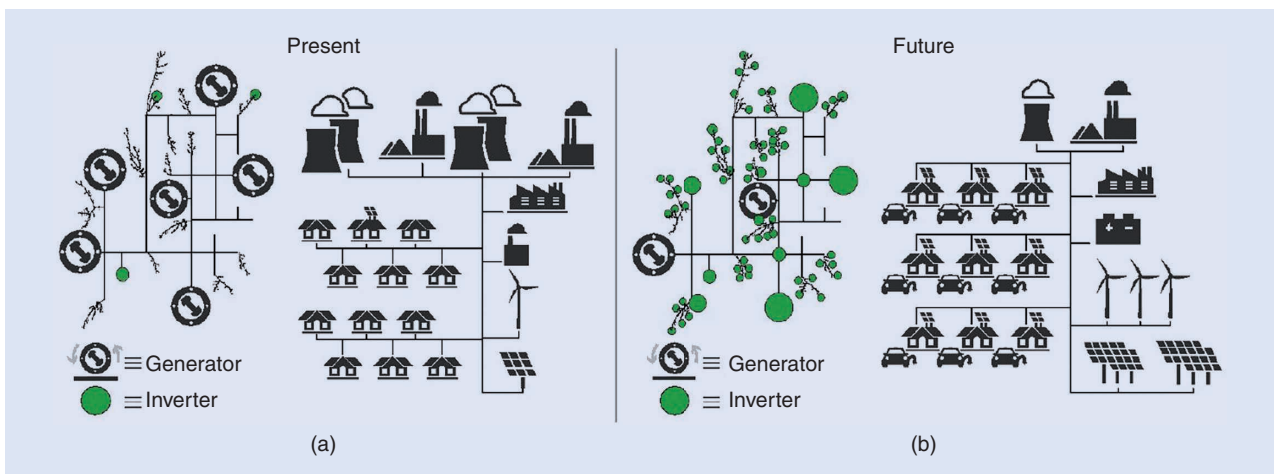 Present
Future
≡ Generator
≡ Inverter
≡ Generator
≡ Inverter
(a)
(b)